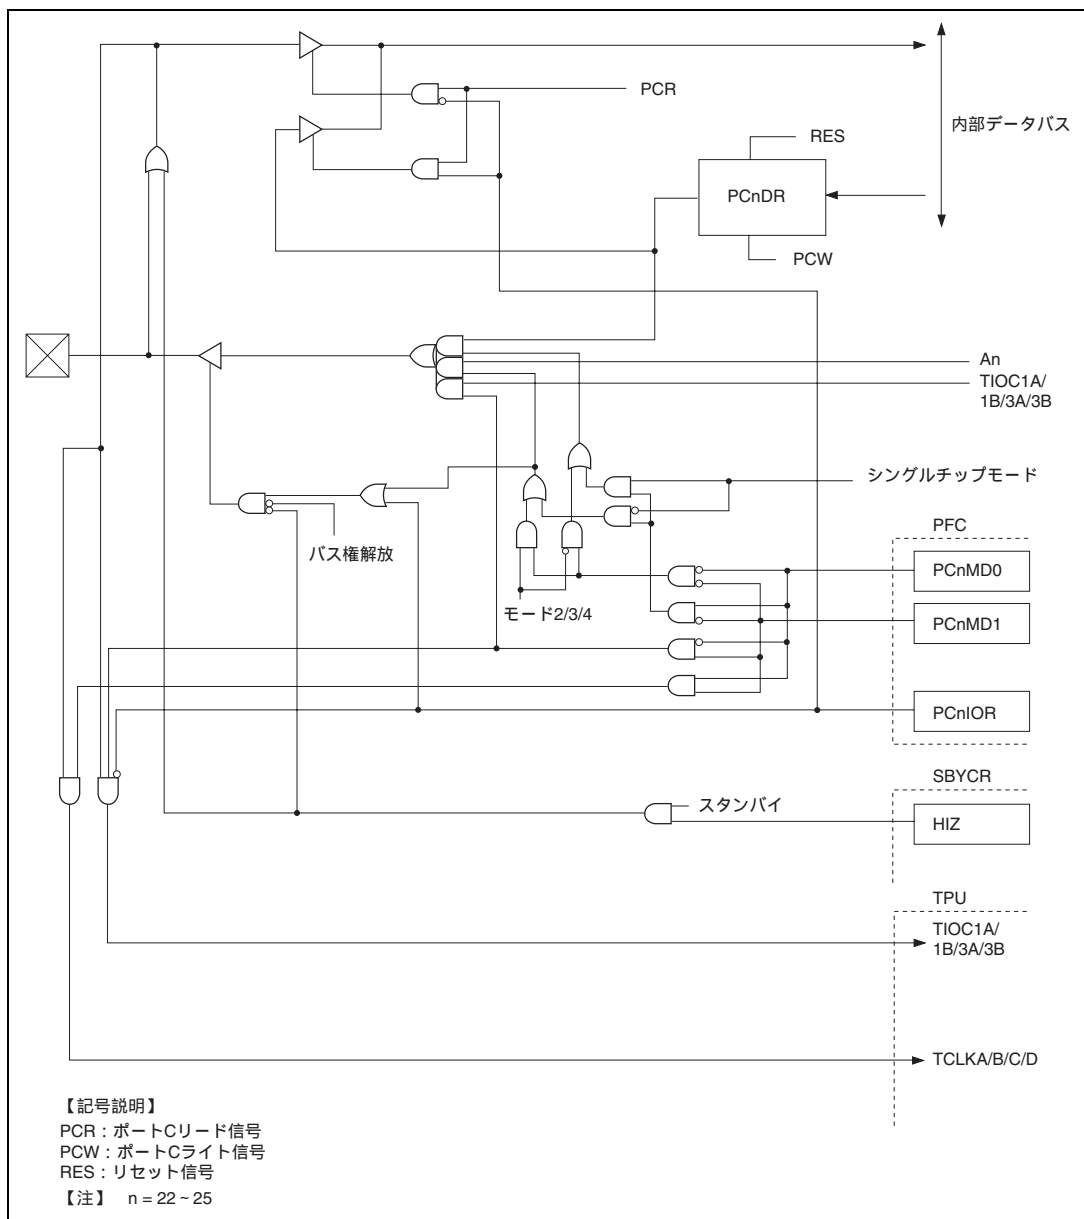 PCR
内部データバス
RES
PCnDR
PCW
An
TIOC1A/
1B/3A/3B
シングルチップモード
PFC
バス権解放
PCnMD0
モード2/3/4
PCnMD1
PCnIOR
SBYCR
スタンバイ
HIZ
TPU
TIOC1A/
1B/3A/3B
TCLKA/B/C/D
【記号説明】
PCR：ポートCリード信号
PCW：ポートCライト信号
RES：リセット信号
【注】 n = 22 ~ 25